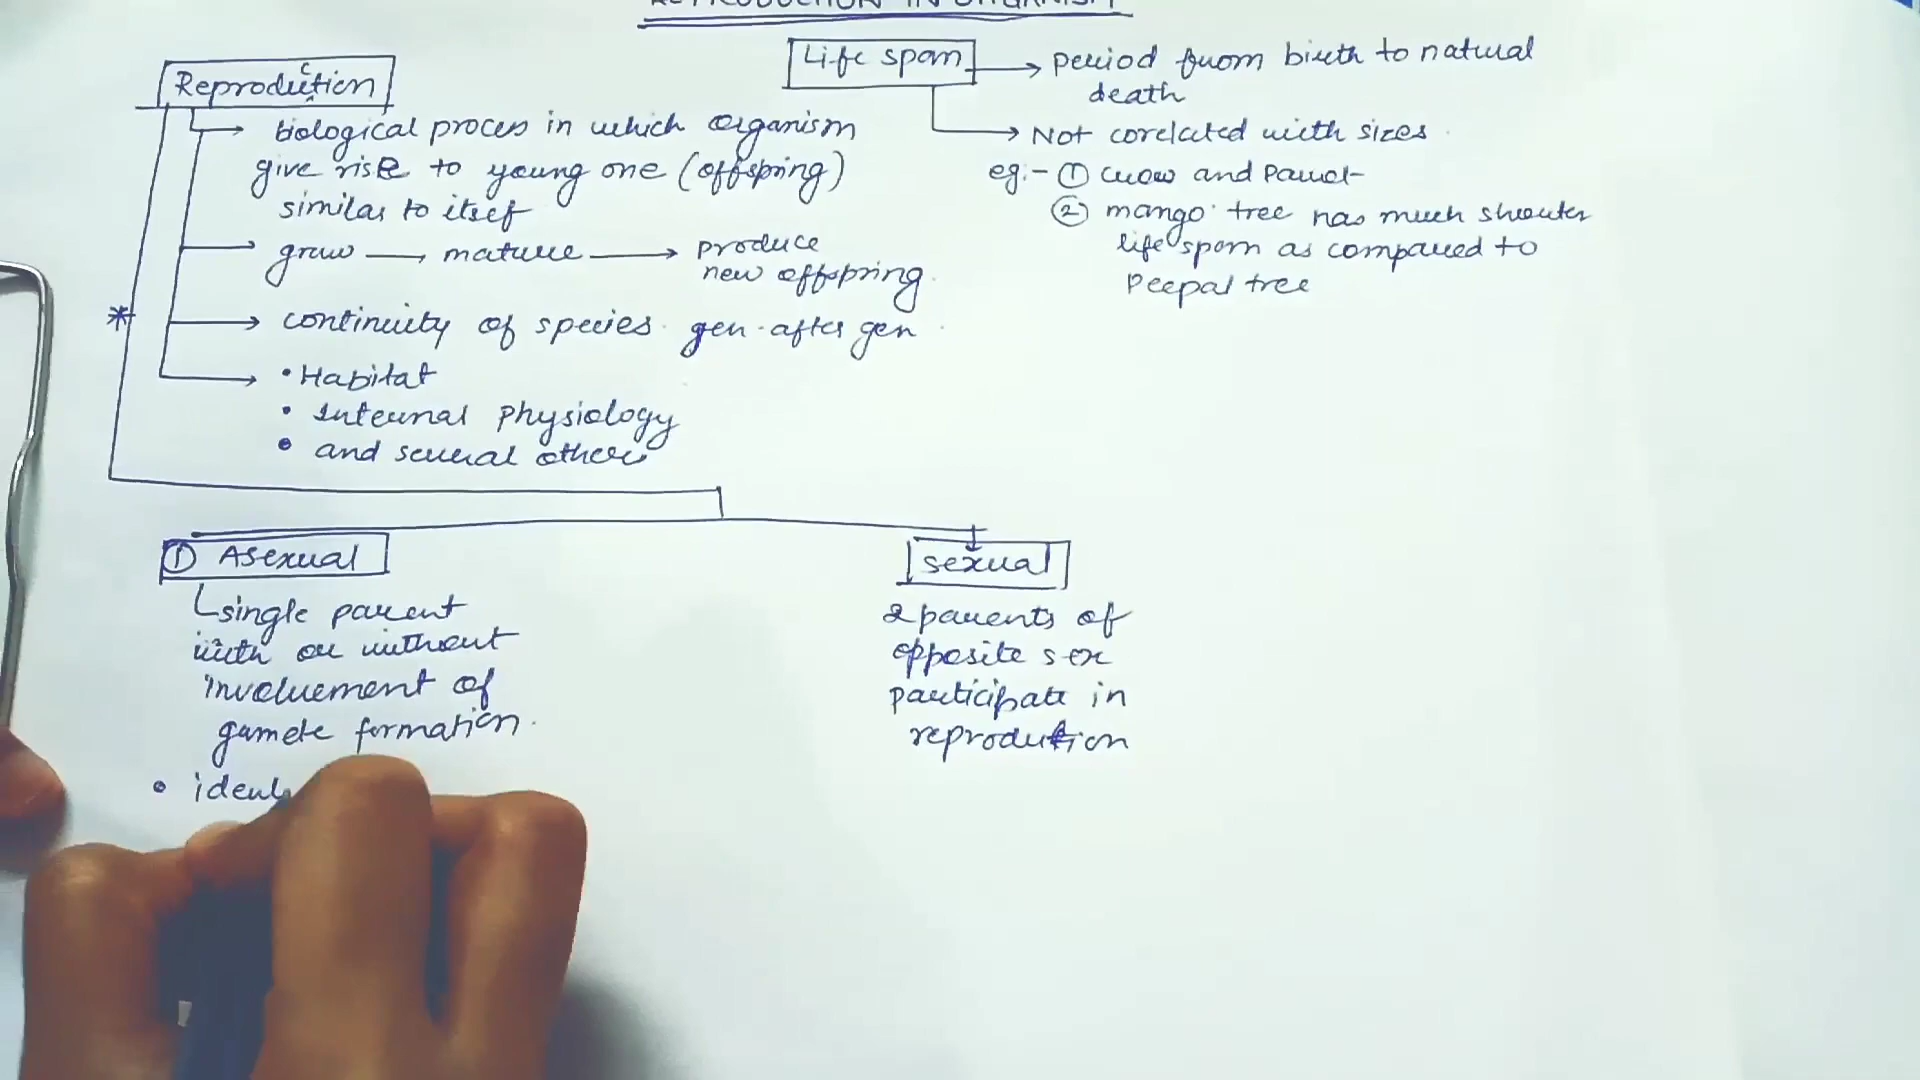 REPRODUCTION IN ORGANISM
Reproduction
biological process in which organism
give rise to young one (offspring)
similar to itself
grow → mature → produce
new offspring
* continuity of species gen. after gen
• Habitat
• internal physiology
• and several other
Life span → period from birth to natural
death
Not corelated with sizes
eg:- ① crow and Parrot
② mango tree has much shorter
life span as compared to
Peepal tree
① Asexual
single parent
with or without
involvement of
gamete formation.
sexual
2 parents of
opposite sex
participate in
reproduction